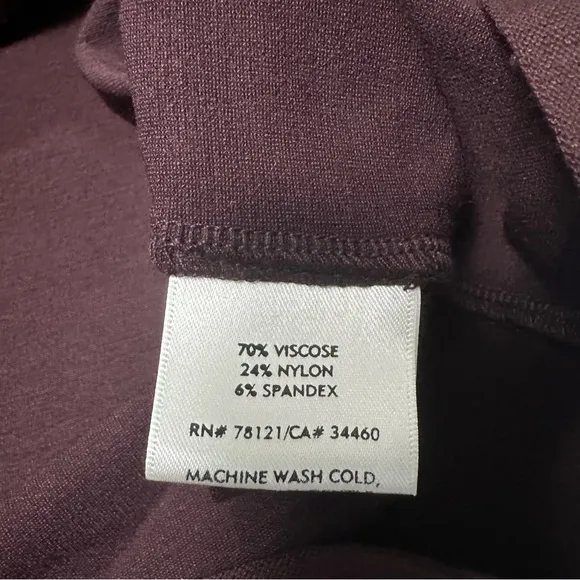 70% VISCOSE
24% NYLON
6% SPANDEX
RN# 78121/CA# 34460
MACHINE WASH COLD,